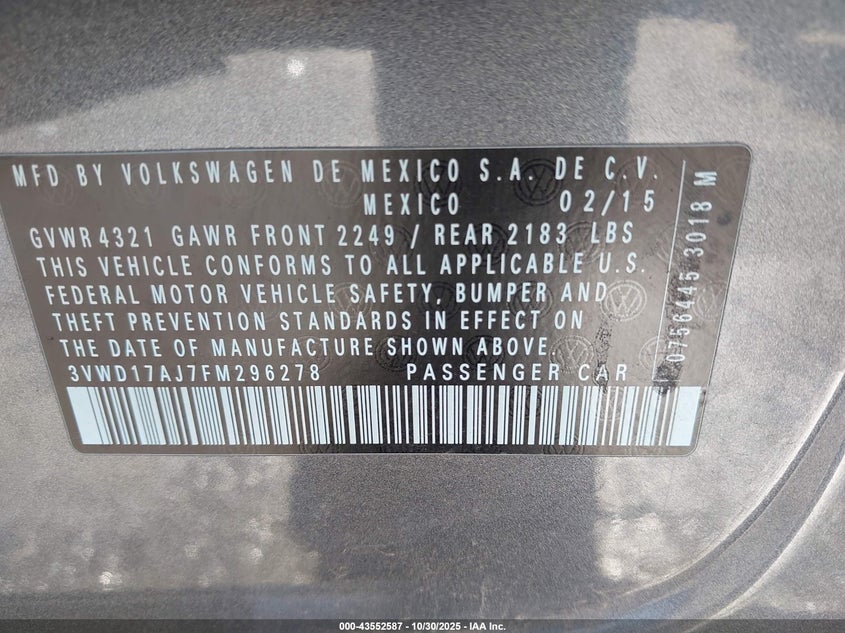 MFD BY VOLKSWAGEN DE MEXICO S.A. DE C.V.
MEXICO 02/15
GVWR 4321 GAWR FRONT 2249 / REAR 2183 LBS
THIS VEHICLE CONFORMS TO ALL APPLICABLE U.S.
FEDERAL MOTOR VEHICLE SAFETY, BUMPER AND
THEFT PREVENTION STANDARDS IN EFFECT ON
THE DATE OF MANUFACTURE SHOWN ABOVE
3VWD17AJ7FM296278 PASSENGER CAR
0756445 3018 M
000-43552587 - 10/30/2025 - IAA Inc.